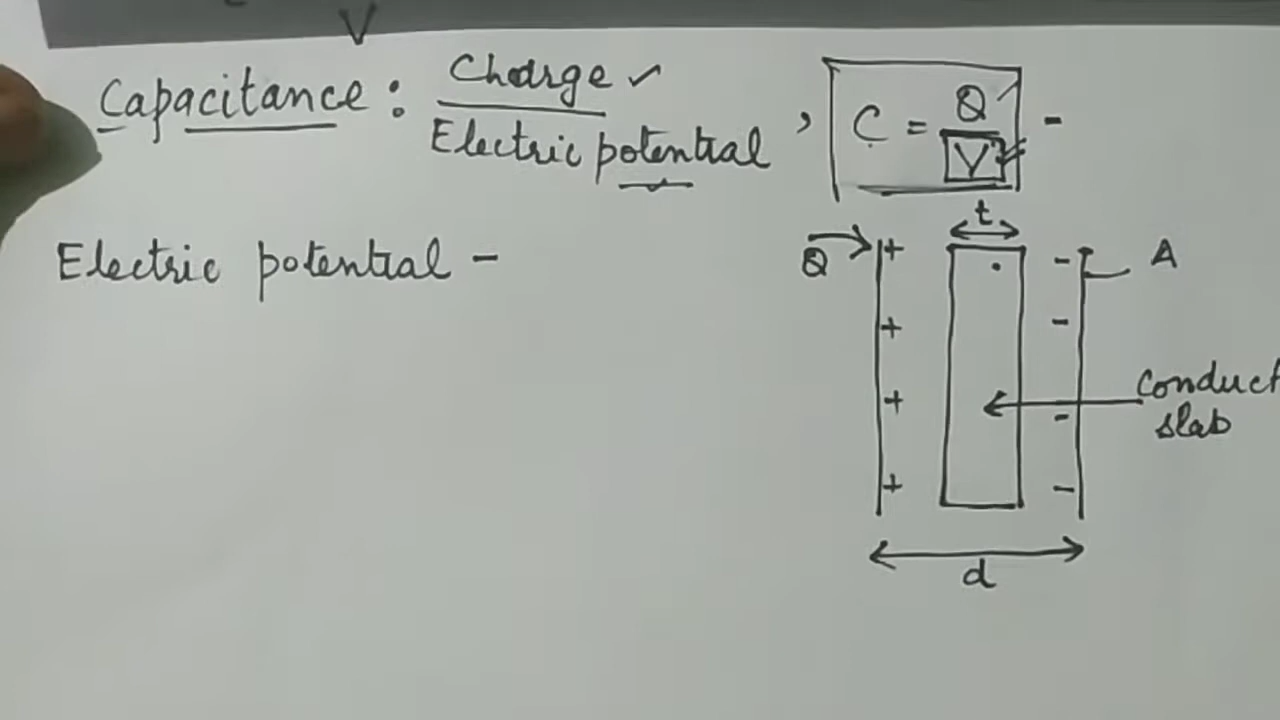 V
Capacitance : Charge ✓
Electric potential , C = Q
V -
t
Electric potential - Q + - A
+ -
conduct
+ -
slab
+ -
d